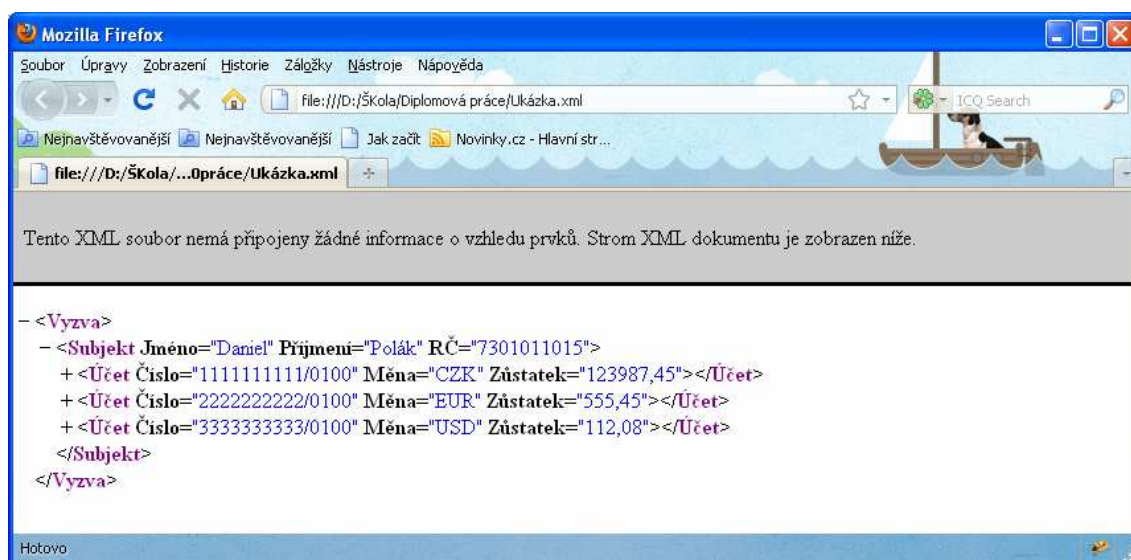 Mozilla Firefox
Soubor Úpravy Zobrazení Historie Záložky Nástroje Nápověda
file:///D:/ŠKola/Diplomová práce/Ukázka.xml
ICQ Search
Nejnavštěvovanější Nejnavštěvovanější Jak začít Novinky.cz - Hlavní str...
file:///D:/ŠKola/...0práce/Ukázka.xml
Tento XML soubor nemá připojeny žádné informace o vzhledu prvků. Strom XML dokumentu je zobrazen níže.
− <Vyzva>
− <Subjekt Jméno="Daniel" Příjmení="Polák" RČ="7301011015">
+ <Účet Číslo="1111111111/0100" Měna="CZK" Zůstatek="123987,45"></Účet>
+ <Účet Číslo="2222222222/0100" Měna="EUR" Zůstatek="555,45"></Účet>
+ <Účet Číslo="3333333333/0100" Měna="USD" Zůstatek="112,08"></Účet>
</Subjekt>
</Vyzva>
Hotovo